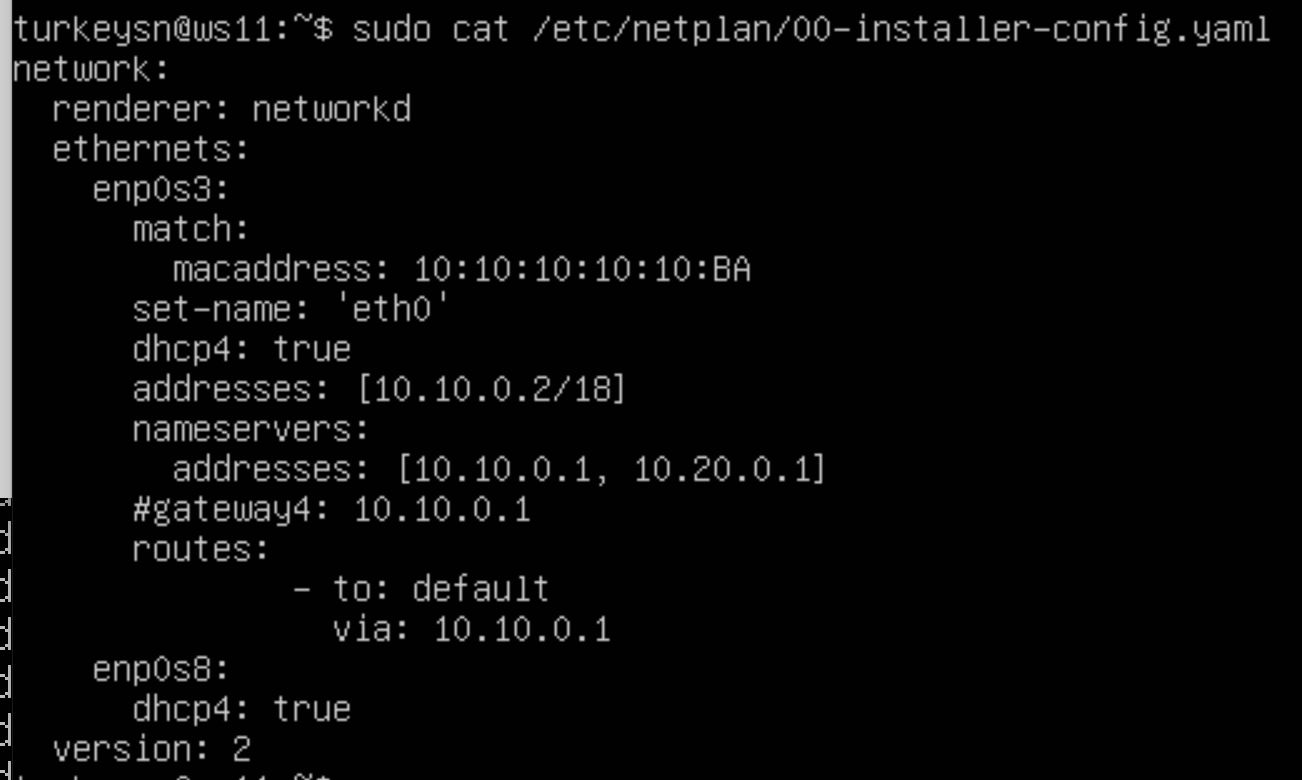 turkeysn@ws11:~$ sudo cat /etc/netplan/00-installer-config.yaml
network:
  renderer: networkd
  ethernets:
    enp0s3:
      match:
        macaddress: 10:10:10:10:10:BA
      set-name: 'eth0'
      dhcp4: true
      addresses: [10.10.0.2/18]
      nameservers:
        addresses: [10.10.0.1, 10.20.0.1]
      #gateway4: 10.10.0.1
      routes:
              - to: default
                via: 10.10.0.1
    enp0s8:
      dhcp4: true
  version: 2